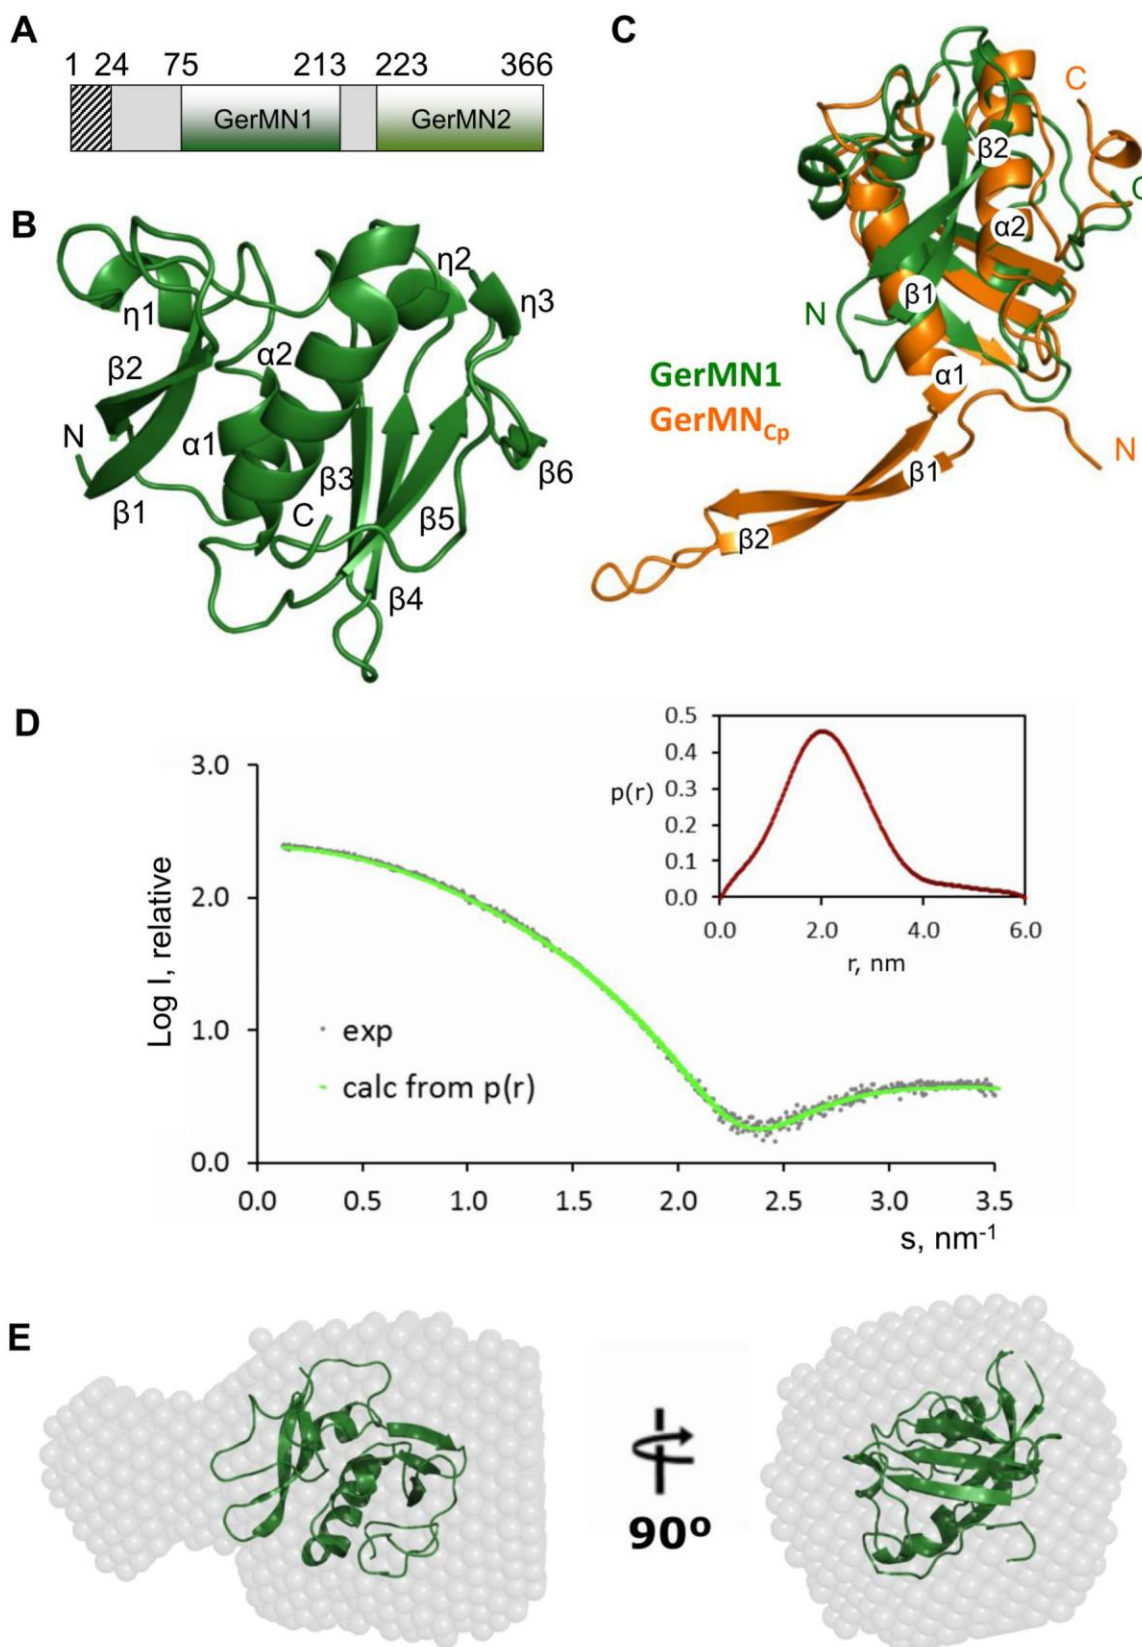 A
1 24 75 213 223 366
GerMN1 GerMN2
B
η1
β2
N
β1
α2
α1
β3
C
η2
η3
β6
β5
β4
C
C
β2
C
α2
N
β1
α1
GerMN1
GerMNCp
N
β1
β2
D
0.5
0.4
0.3
0.2
0.1
0.0
p(r)
0.0 2.0 4.0 6.0
r, nm
3.0
2.0
1.0
0.0
Log I, relative
exp
calc from p(r)
0.0 0.5 1.0 1.5 2.0 2.5 3.0 3.5
s, nm-1
E
90º